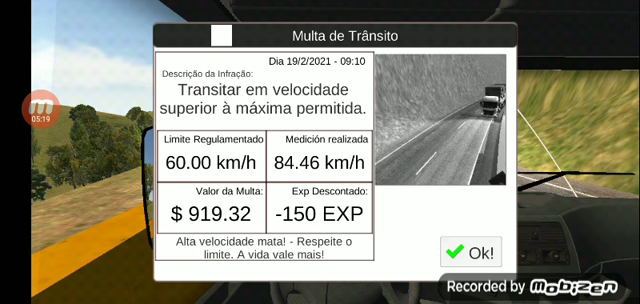 Multa de Trânsito
Dia 19/2/2021 - 09:10
Descrição da Infração:
Transitar em velocidade
superior à máxima permitida.
Limite Regulamentado
60.00 km/h
Medición realizada
84.46 km/h
Valor da Multa:
$ 919.32
Exp Descontado:
-150 EXP
Alta velocidade mata! - Respeite o
limite. A vida vale mais!
Ok!
05:19
Recorded by Mobizen